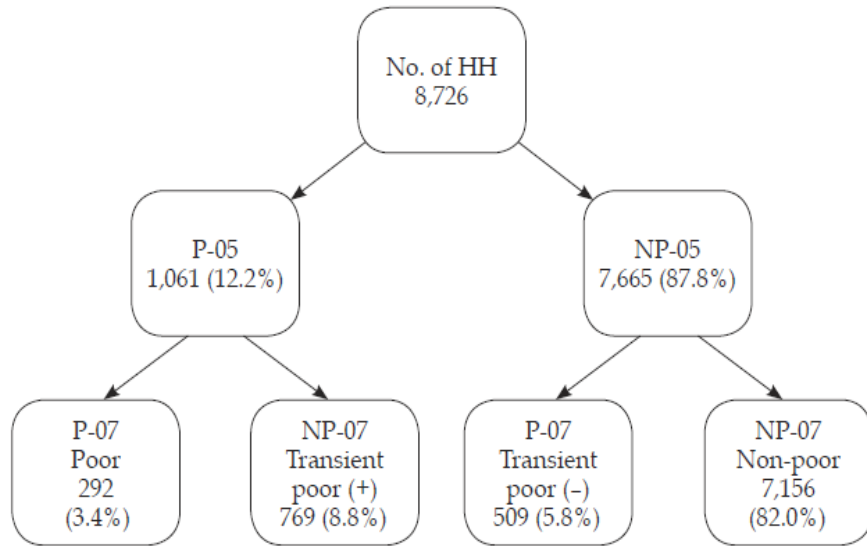 No. of HH
8,726
P-05
1,061 (12.2%)
NP-05
7,665 (87.8%)
P-07
Poor
292
(3.4%)
NP-07
Transient
poor (+)
769 (8.8%)
P-07
Transient
poor (–)
509 (5.8%)
NP-07
Non-poor
7,156
(82.0%)